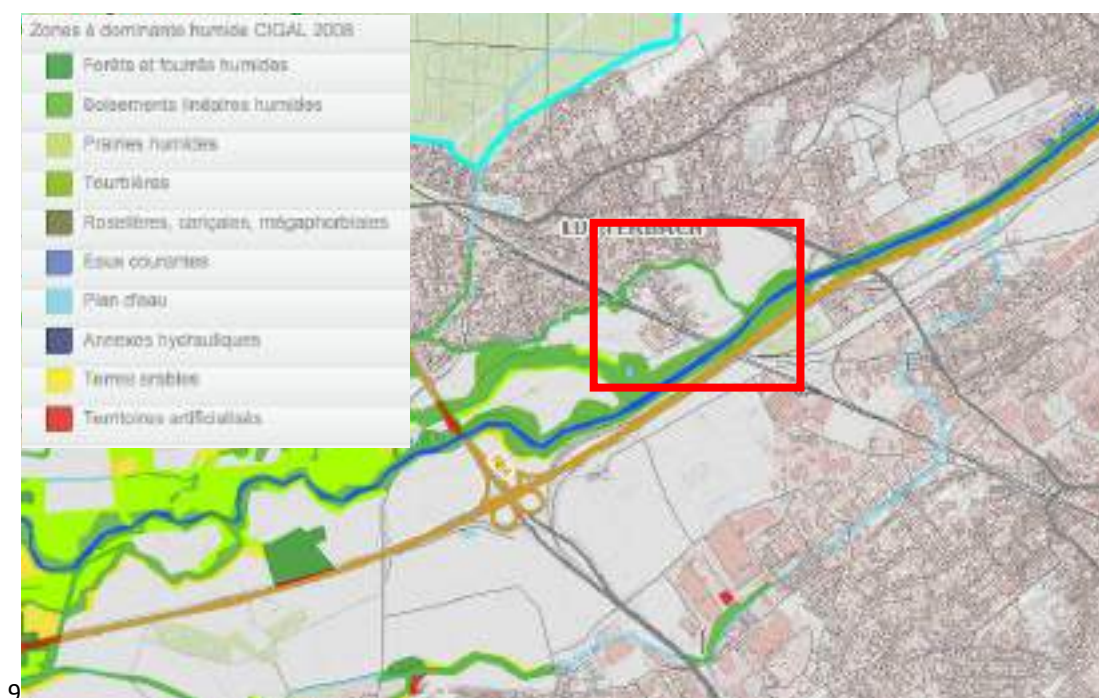 Zones à dominante humide CIGAL 2008
Forêts et fourrés humides
Boisements linéaires humides
Prairies humides
Tourbières
Roselières, cariçaies, mégaphorbiaies
Eaux courantes
Plan d'eau
Annexes hydrauliques
Terres arables
Territoires artificialisés
9